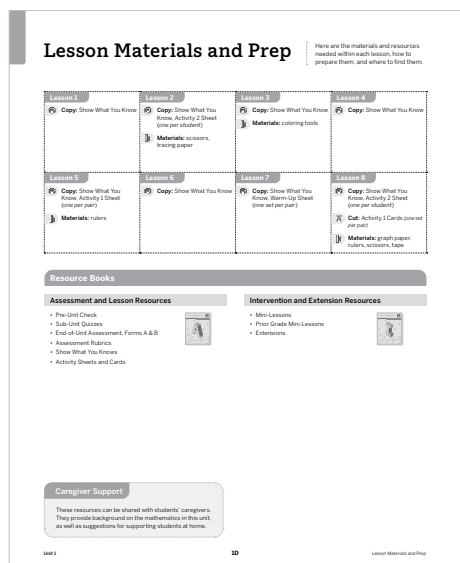 Lesson Materials and Prep
Here are the materials and resources
needed within each lesson, how to
prepare them, and where to find them.
Lesson 1
Copy: Show What You Know
Lesson 2
Copy: Show What You
Know, Activity 2 Sheet
(one per student)
Materials: scissors,
tracing paper
Lesson 3
Copy: Show What You Know
Materials: coloring tools
Lesson 4
Copy: Show What You Know
Lesson 5
Copy: Show What You
Know, Activity 1 Sheet
(one per pair)
Materials: rulers
Lesson 6
Copy: Show What You Know
Lesson 7
Copy: Show What You
Know, Warm-Up Sheet
(one set per pair)
Lesson 8
Copy: Show What You
Know, Activity 2 Sheet
(one per student)
Cut: Activity 1 Cards (one set
per pair)
Materials: graph paper,
rulers, scissors, tape
Resource Books
Assessment and Lesson Resources
• Pre-Unit Check
• Sub-Unit Quizzes
• End-of-Unit Assessment, Forms A & B
• Assessment Rubrics
• Show What You Knows
• Activity Sheets and Cards
Intervention and Extension Resources
• Mini-Lessons
• Prior Grade Mini-Lessons
• Extensions
Caregiver Support
These resources can be shared with students' caregivers.
They provide background on the mathematics in this unit,
as well as suggestions for supporting students at home.
Unit 1
1D
Lesson Materials and Prep